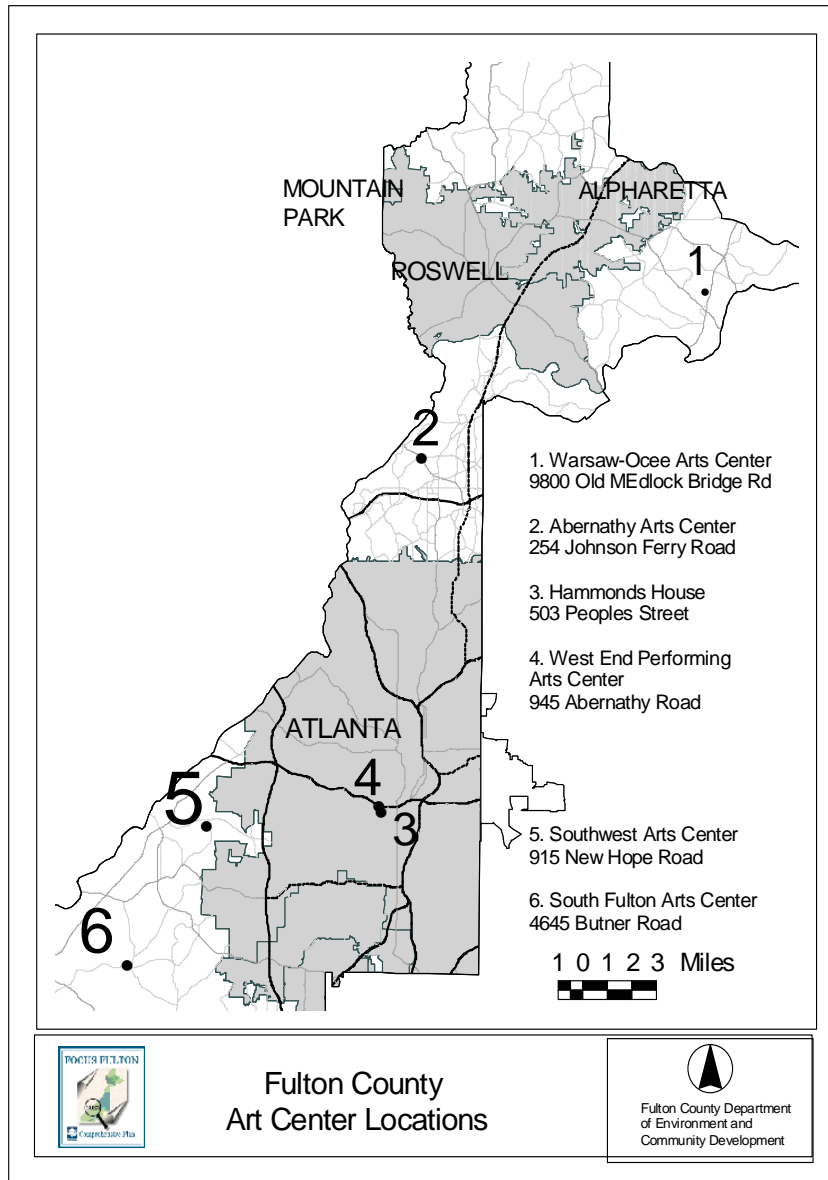 MOUNTAIN
PARK
ALPHARETTA
ROSWELL
1
2
1. Warsaw-Ocee Arts Center
9800 Old MEdlock Bridge Rd
2. Abernathy Arts Center
254 Johnson Ferry Road
3. Hammonds House
503 Peoples Street
4. West End Performing
Arts Center
945 Abernathy Road
ATLANTA
4
3
5
6
5. Southwest Arts Center
915 New Hope Road
6. South Fulton Arts Center
4645 Butner Road
1 0 1 2 3 Miles
FOCUS FULTON
Comprehensive Plan
Fulton County
Art Center Locations
Fulton County Department
of Environment and
Community Development